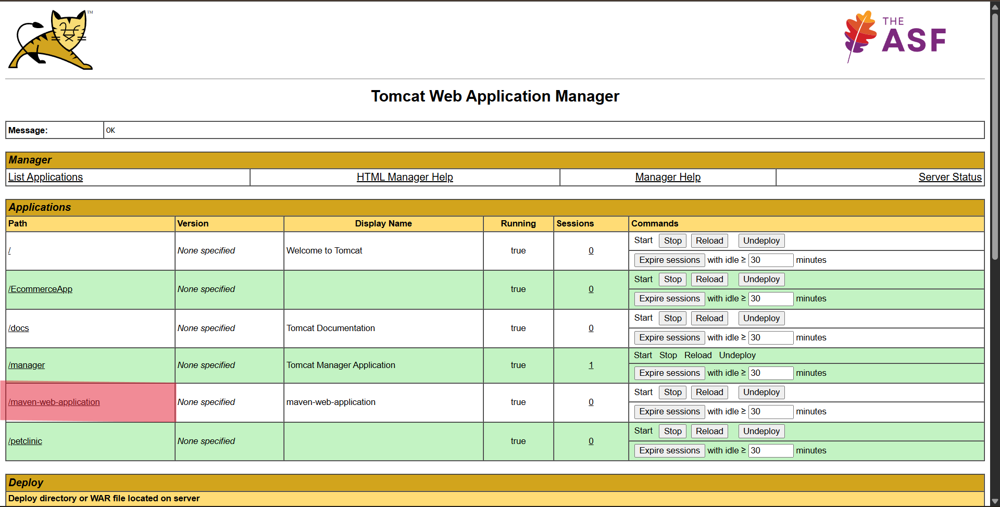 TM
THE
ASF
Tomcat Web Application Manager
Message: OK
Manager
List Applications HTML Manager Help Manager Help Server Status
Applications
Path Version Display Name Running Sessions Commands
/ None specified Welcome to Tomcat true 0 Start Stop Reload Undeploy
Expire sessions with idle ≥ 30 minutes
/EcommerceApp None specified true 0 Start Stop Reload Undeploy
Expire sessions with idle ≥ 30 minutes
/docs None specified Tomcat Documentation true 0 Start Stop Reload Undeploy
Expire sessions with idle ≥ 30 minutes
/manager None specified Tomcat Manager Application true 1 Start Stop Reload Undeploy
Expire sessions with idle ≥ 30 minutes
/maven-web-application None specified maven-web-application true 0 Start Stop Reload Undeploy
Expire sessions with idle ≥ 30 minutes
/petclinic None specified true 0 Start Stop Reload Undeploy
Expire sessions with idle ≥ 30 minutes
Deploy
Deploy directory or WAR file located on server